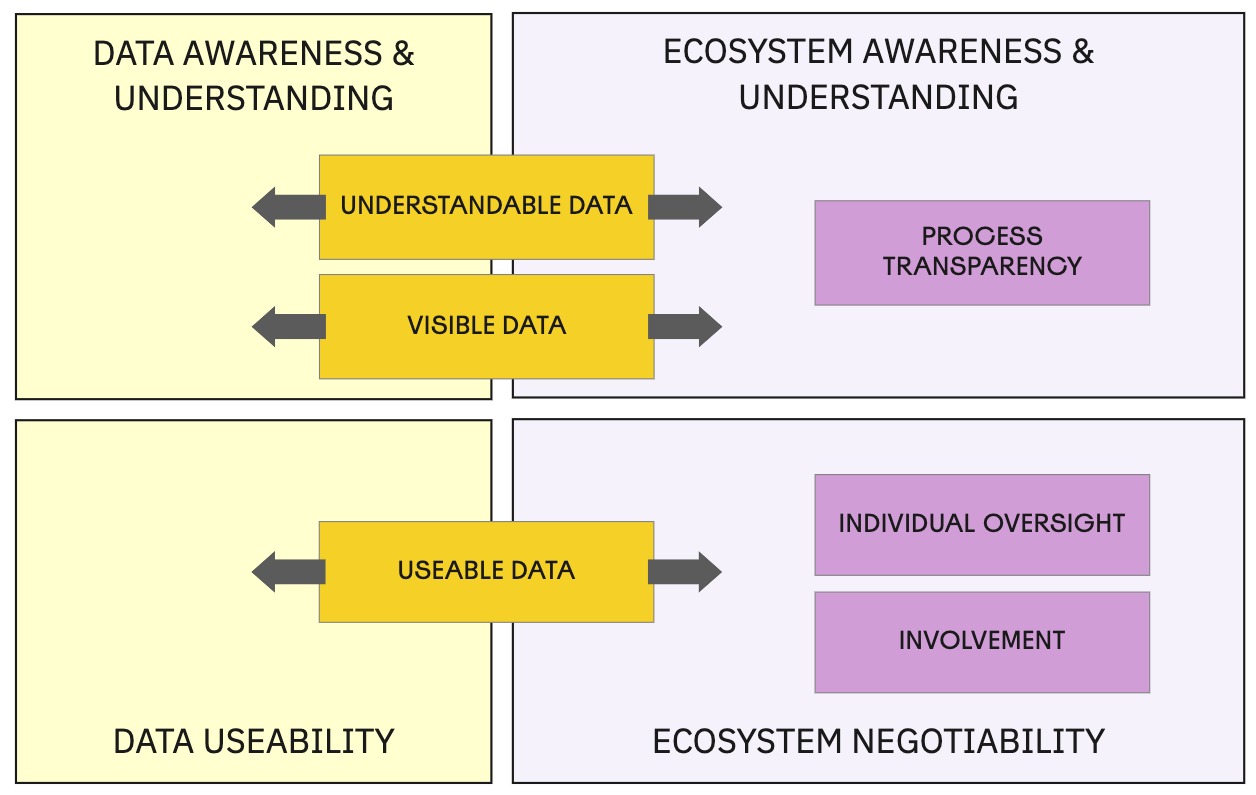 DATA AWARENESS &
UNDERSTANDING
ECOSYSTEM AWARENESS &
UNDERSTANDING
UNDERSTANDABLE DATA
PROCESS
TRANSPARENCY
VISIBLE DATA
INDIVIDUAL OVERSIGHT
USEABLE DATA
INVOLVEMENT
DATA USEABILITY
ECOSYSTEM NEGOTIABILITY